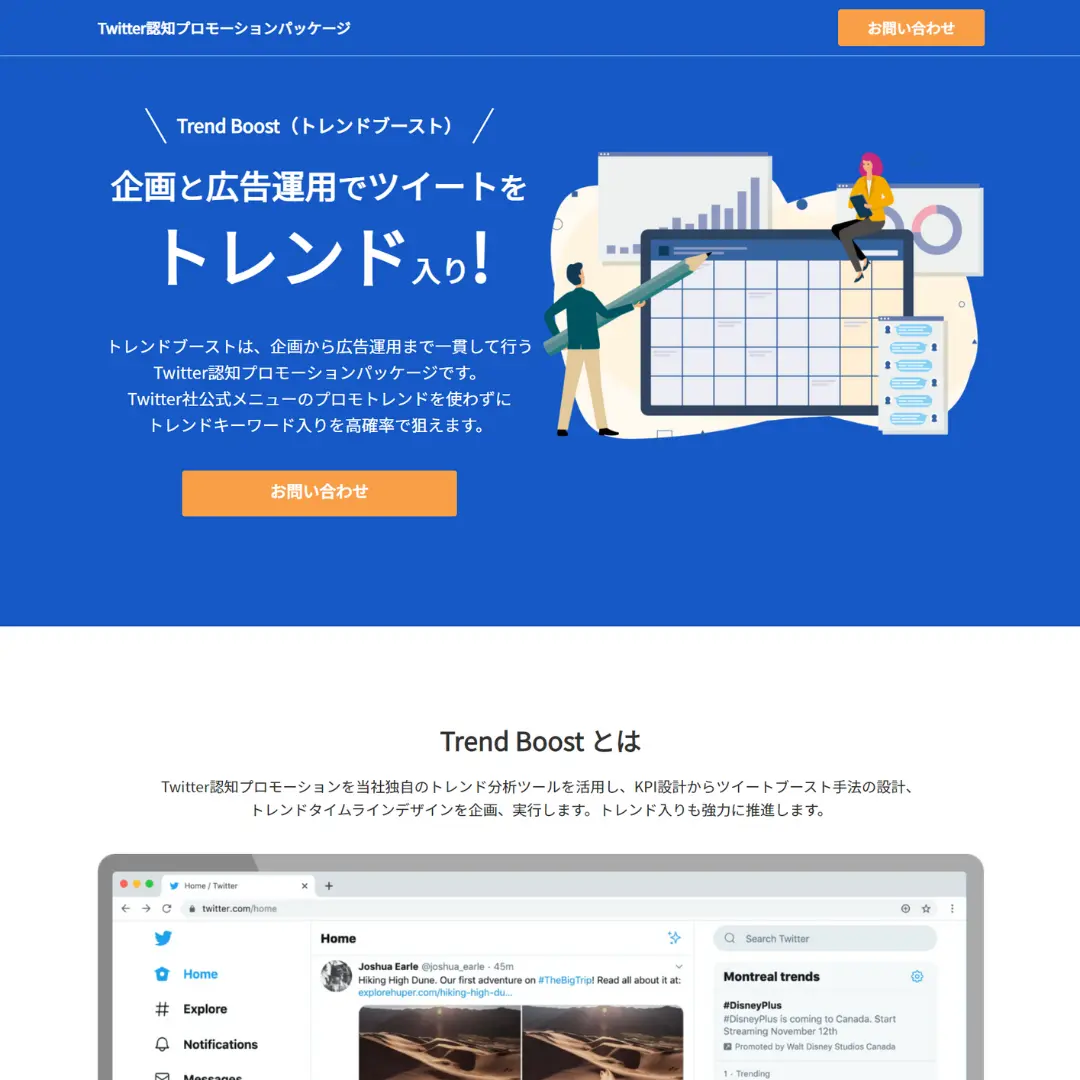 Twitter認知プロモーションパッケージ
お問い合わせ
Trend Boost（トレンドブースト）
企画と広告運用でツイートを
トレンド入り!
トレンドブーストは、企画から広告運用まで一貫して行う
Twitter認知プロモーションパッケージです。
Twitter社公式メニューのプロモトレンドを使わずに
トレンドキーワード入りを高確率で狙えます。
お問い合わせ
Trend Boost とは
Twitter認知プロモーションを当社独自のトレンド分析ツールを活用し、KPI設計からツイートブースト手法の設計、
トレンドタイムラインデザインを企画、実行します。トレンド入りも強力に推進します。
Home / Twitter
twitter.com/home
Home
Search Twitter
Joshua Earle @joshua_earle · 45m
Hiking High Dune. Our first adventure on #TheBigTrip! Read all about it at:
explorehuper.com/hiking-high-du...
Home
Explore
Notifications
Messages
Montreal trends
#DisneyPlus
#DisneyPlus is coming to Canada. Start
Streaming November 12th
Promoted by Walt Disney Studios Canada
1 · Trending